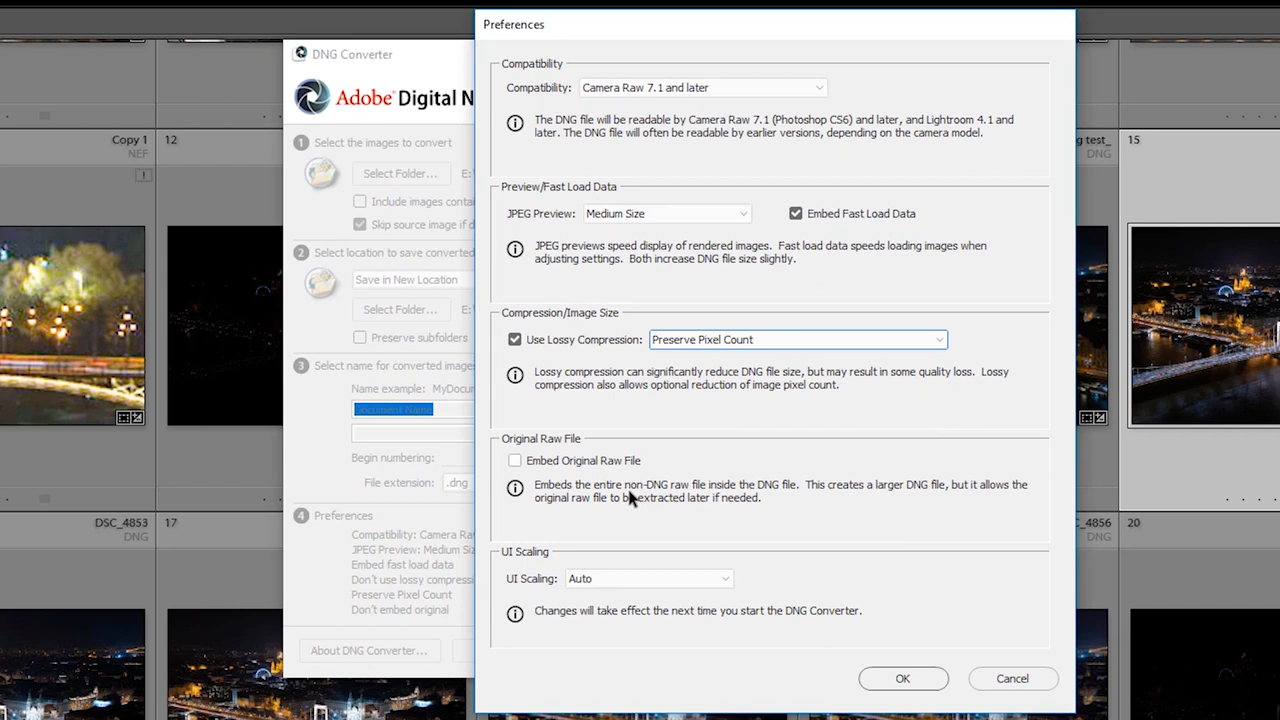 Preferences
DNG Converter
Adobe Digital N
Compatibility
Compatibility: Camera Raw 7.1 and later
The DNG file will be readable by Camera Raw 7.1 (Photoshop CS6) and later, and Lightroom 4.1 and
later. The DNG file will often be readable by earlier versions, depending on the camera model.
Preview/Fast Load Data
JPEG Preview: Medium Size
Embed Fast Load Data
JPEG previews speed display of rendered images. Fast load data speeds loading images when
adjusting settings. Both increase DNG file size slightly.
Compression/Image Size
Use Lossy Compression: Preserve Pixel Count
Lossy compression can significantly reduce DNG file size, but may result in some quality loss. Lossy
compression also allows optional reduction of image pixel count.
Original Raw File
Embed Original Raw File
Embeds the entire non-DNG raw file inside the DNG file. This creates a larger DNG file, but it allows the
original raw file to be extracted later if needed.
UI Scaling
UI Scaling: Auto
Changes will take effect the next time you start the DNG Converter.
OK
Cancel
1 Select the images to convert
Select Folder... E:
Include images contai
Skip source image if d
2 Select location to save converted
Save in New Location
Select Folder... E:
Preserve subfolders
3 Select name for converted images
Name example: MyDocum
Document Name
Begin numbering:
File extension: .dng
4 Preferences
Compatibility: Camera Rav
JPEG Preview: Medium Siz
Embed fast load data
Don't use lossy compressi
Preserve Pixel Count
Don't embed original
About DNG Converter...
Copy 1
NEF
12
g test_
DNG
15
DSC_4853
DNG
17
C_4856
DNG
20